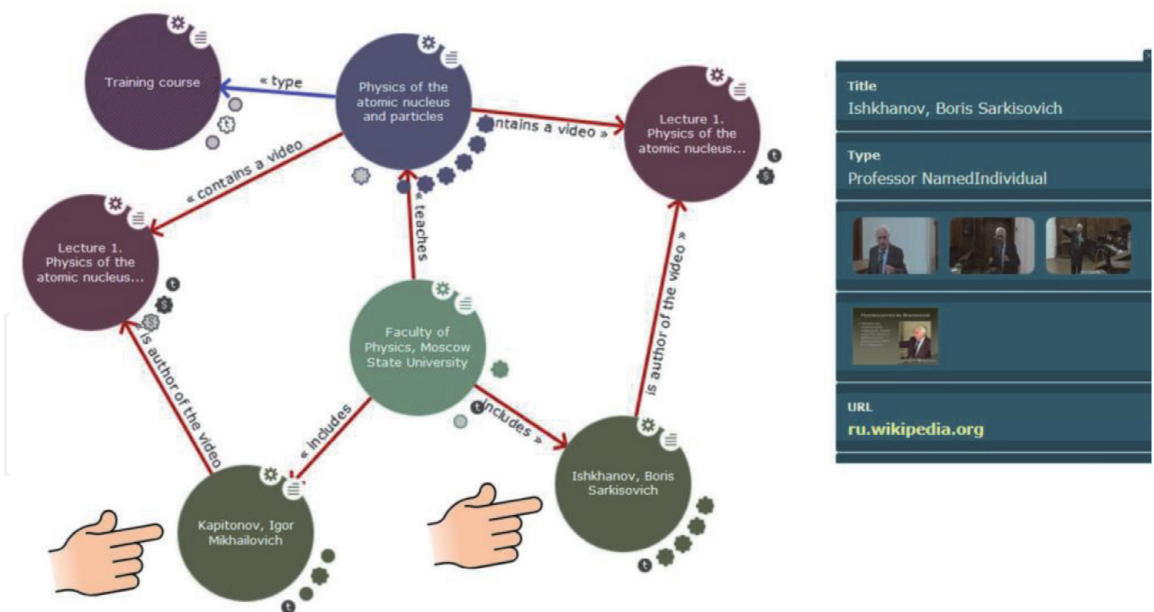 Training course
« type
Physics of the
atomic nucleus
and particles
ontains a video »
Lecture 1.
Physics of the
atomic nucleus...
« contains a video
« teaches
Lecture 1.
Physics of the
atomic nucleus...
Faculty of
Physics, Moscow
State University
is author of the video »
« is author of the video
« includes
includes »
Kapitonov, Igor
Mikhailovich
Ishkhanov, Boris
Sarkisovich
Title
Ishkhanov, Boris Sarkisovich
Type
Professor NamedIndividual
URL
ru.wikipedia.org